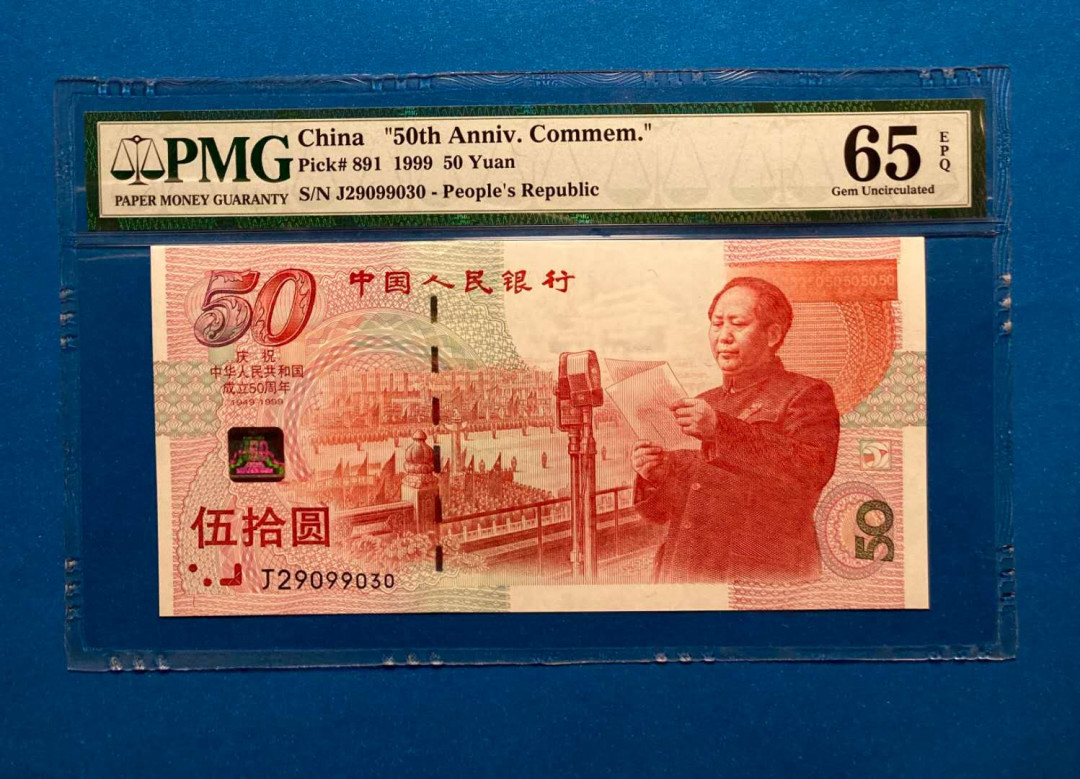 PMG
PAPER MONEY GUARANTY
China "50th Anniv. Commem."
Pick# 891 1999 50 Yuan
S/N J29099030 - People's Republic
65
EPQ
Gem Uncirculated
50
中国人民银行
庆祝
中华人民共和国
成立50周年
1949-1999
50505050
伍拾圆
J29099030
50